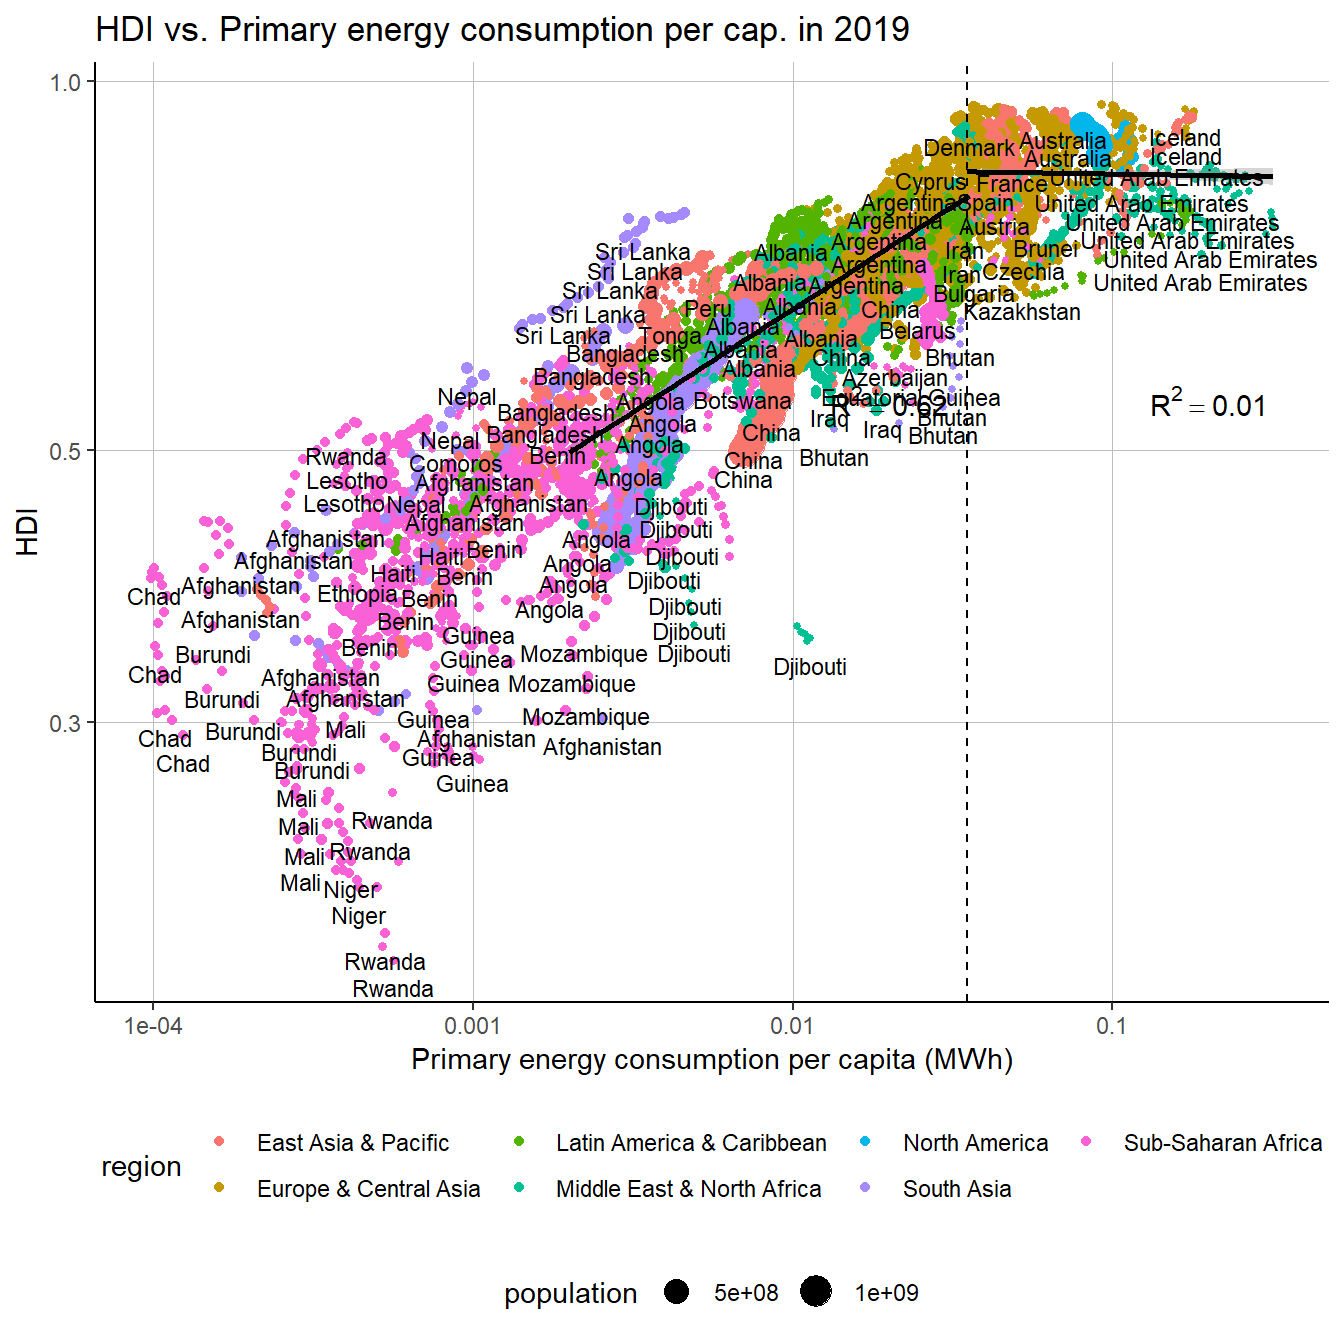 HDI vs. Primary energy consumption per cap. in 2019
1.0
0.5
0.3
HDI
Denmark
Australia
Iceland
Australia
Iceland
Cyprus
France
United Arab Emirates
Argentina
Spain
United Arab Emirates
Argentina
Austria
United Arab Emirates
Argentina
Iran
Brunei
United Arab Emirates
Sri Lanka
Albania
Argentina
United Arab Emirates
Sri Lanka
Iran
Czechia
United Arab Emirates
Sri Lanka
Albania
Argentina
Bulgaria
Sri Lanka
Peru
Albania
China
Kazakhstan
Sri Lanka
Tonga
Albania
Albania
Belarus
Bangladesh
Albania
China
Bhutan
Bangladesh
Albania
Azerbaijan
Nepal
Angola
Botswana
Equatorial Guinea
R² = 0.62
R² = 0.01
Bangladesh
Angola
Iraq
Bhutan
Nepal
Bangladesh
Angola
China
Iraq
Bhutan
Rwanda
Comoros
Benin
China
Bhutan
Lesotho
Afghanistan
Angola
China
Lesotho
Nepal
Afghanistan
Djibouti
Afghanistan
Djibouti
Afghanistan
Angola
Afghanistan
Haiti
Benin
Angola
Djibouti
Afghanistan
Haiti
Benin
Angola
Djibouti
Chad
Ethiopia
Benin
Angola
Djibouti
Afghanistan
Benin
Guinea
Djibouti
Burundi
Benin
Guinea
Mozambique
Djibouti
Djibouti
Chad
Afghanistan
Guinea
Mozambique
Burundi
Afghanistan
Guinea
Mozambique
Chad
Burundi
Mali
Afghanistan
Afghanistan
Chad
Burundi
Guinea
Burundi
Guinea
Mali
Mali
Rwanda
Mali
Rwanda
Mali
Niger
Niger
Rwanda
Rwanda
1e-04
0.001
0.01
0.1
Primary energy consumption per capita (MWh)
region
East Asia & Pacific
Latin America & Caribbean
North America
Sub-Saharan Africa
Europe & Central Asia
Middle East & North Africa
South Asia
population
5e+08
1e+09